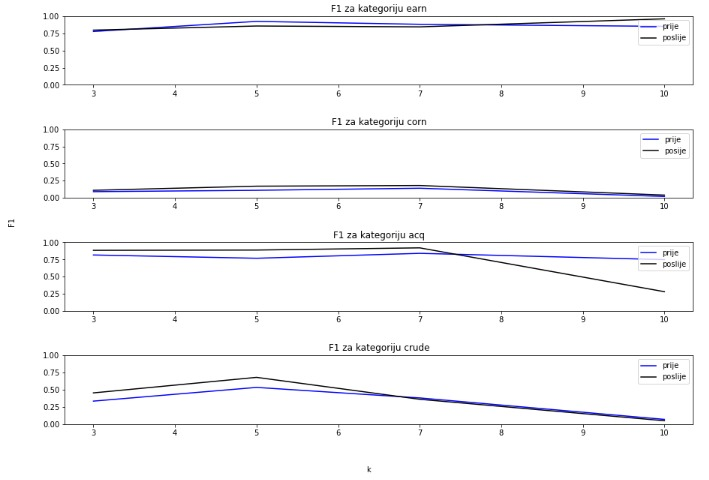 F1 za kategoriju earn
1.00
0.75
0.50
0.25
0.00
prije
poslije
3 4 5 6 7 8 9 10
F1 za kategoriju corn
1.00
0.75
0.50
0.25
0.00
prije
posije
3 4 5 6 7 8 9 10
F1
F1 za kategoriju acq
1.00
0.75
0.50
0.25
0.00
prije
poslije
3 4 5 6 7 8 9 10
F1 za kategoriju crude
1.00
0.75
0.50
0.25
0.00
prije
poslije
3 4 5 6 7 8 9 10
k